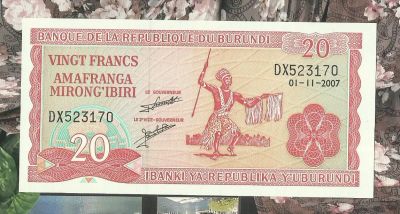 BANQUE DE LA REPUBLIQUE DU BURUNDI
20
VINGT FRANCS
AMAFRANGA
MIRONG'IBIRI
LE GOUVERNEUR
DX523170
01-11-2007
DX523170
LE 2e VICE-GOUVERNEUR
20
IBANKI YA REPUBLIKA Y'UBURUNDI